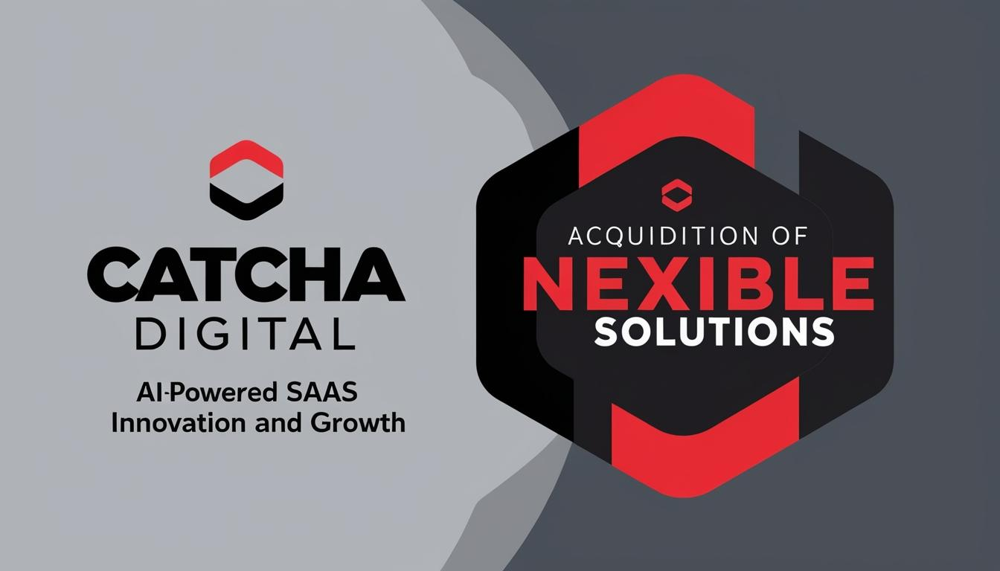 CATCHA
DIGITAL
AI-Powered SAAS
Innovation and Growth
ACQUIDITION OF
NEXIBLE
SOLUTIONS